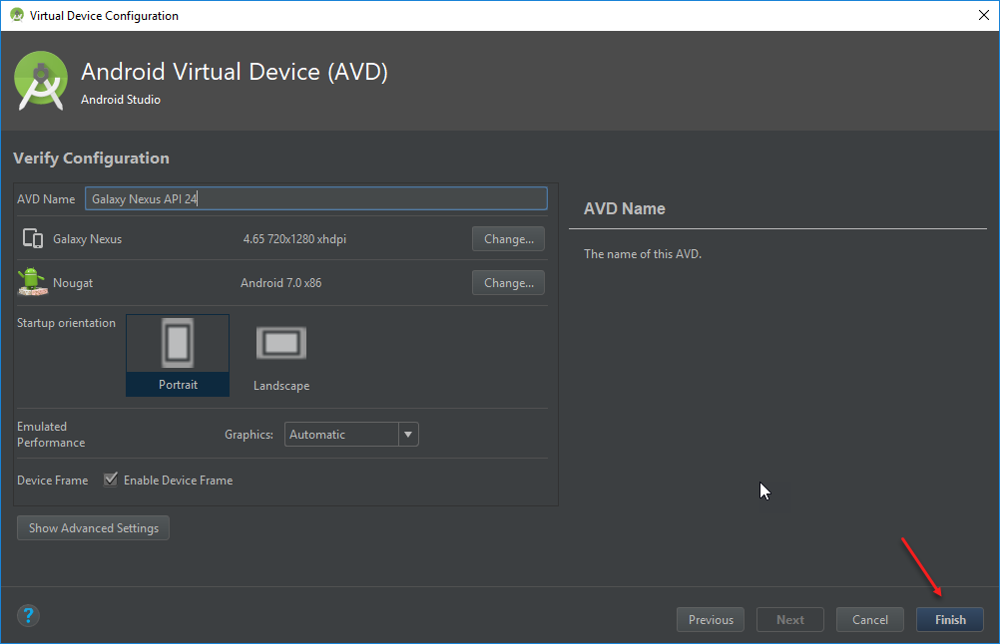 Virtual Device Configuration
Android Virtual Device (AVD)
Android Studio
Verify Configuration
AVD Name Galaxy Nexus API 24
Galaxy Nexus 4.65 720x1280 xhdpi Change...
Nougat Android 7.0 x86 Change...
Startup orientation
Portrait
Landscape
Emulated
Performance
Graphics: Automatic
Device Frame Enable Device Frame
Show Advanced Settings
AVD Name
The name of this AVD.
?
Previous Next Cancel Finish